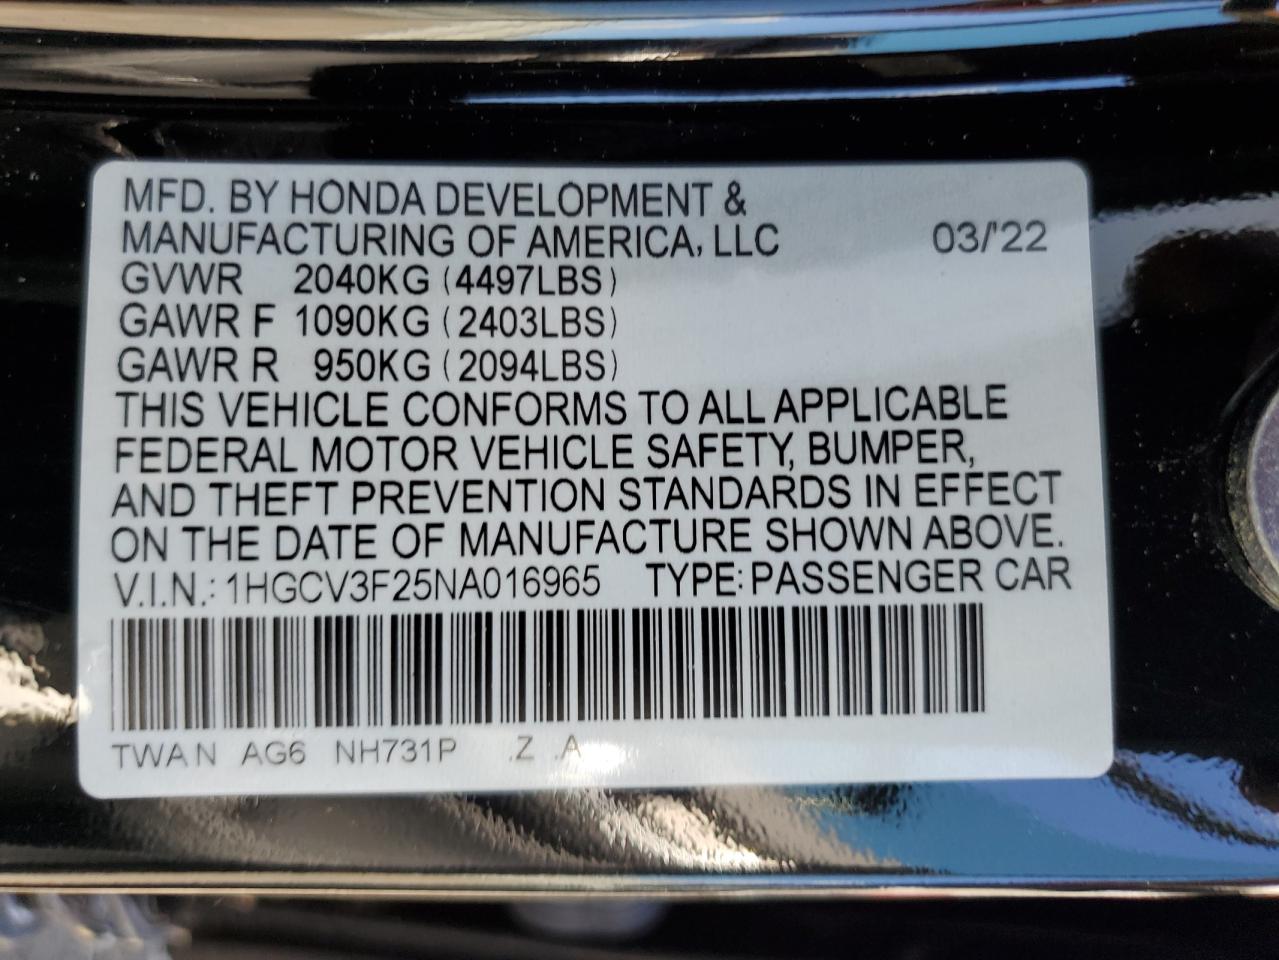 MFD. BY HONDA DEVELOPMENT &
MANUFACTURING OF AMERICA, LLC 03/'22
GVWR 2040KG (4497LBS)
GAWR F 1090KG (2403LBS)
GAWR R 950KG (2094LBS)
THIS VEHICLE CONFORMS TO ALL APPLICABLE
FEDERAL MOTOR VEHICLE SAFETY, BUMPER,
AND THEFT PREVENTION STANDARDS IN EFFECT
ON THE DATE OF MANUFACTURE SHOWN ABOVE.
V.I.N.: 1HGCV3F25NA016965 TYPE: PASSENGER CAR
TWAN AG6 NH731P .Z .A